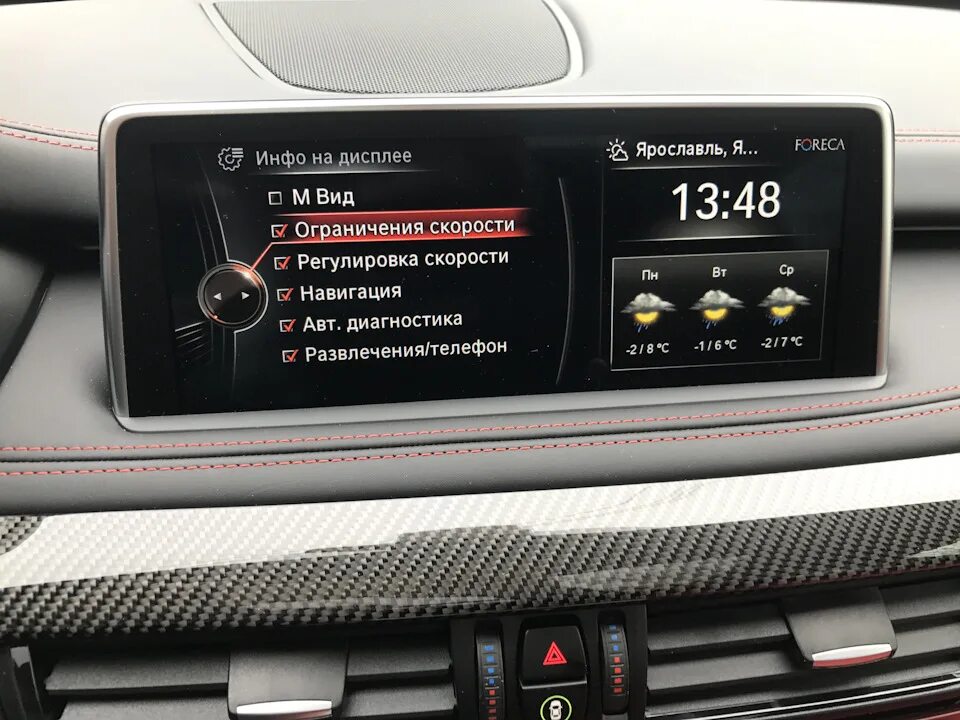 Инфо на дисплее
М Вид
Ограничения скорости
Регулировка скорости
Навигация
Авт. диагностика
Развлечения/телефон
Ярославль, Я...
FORECA
13:48
Пн Вт Ср
-2/8 °C -1/6 °C -2/7 °C